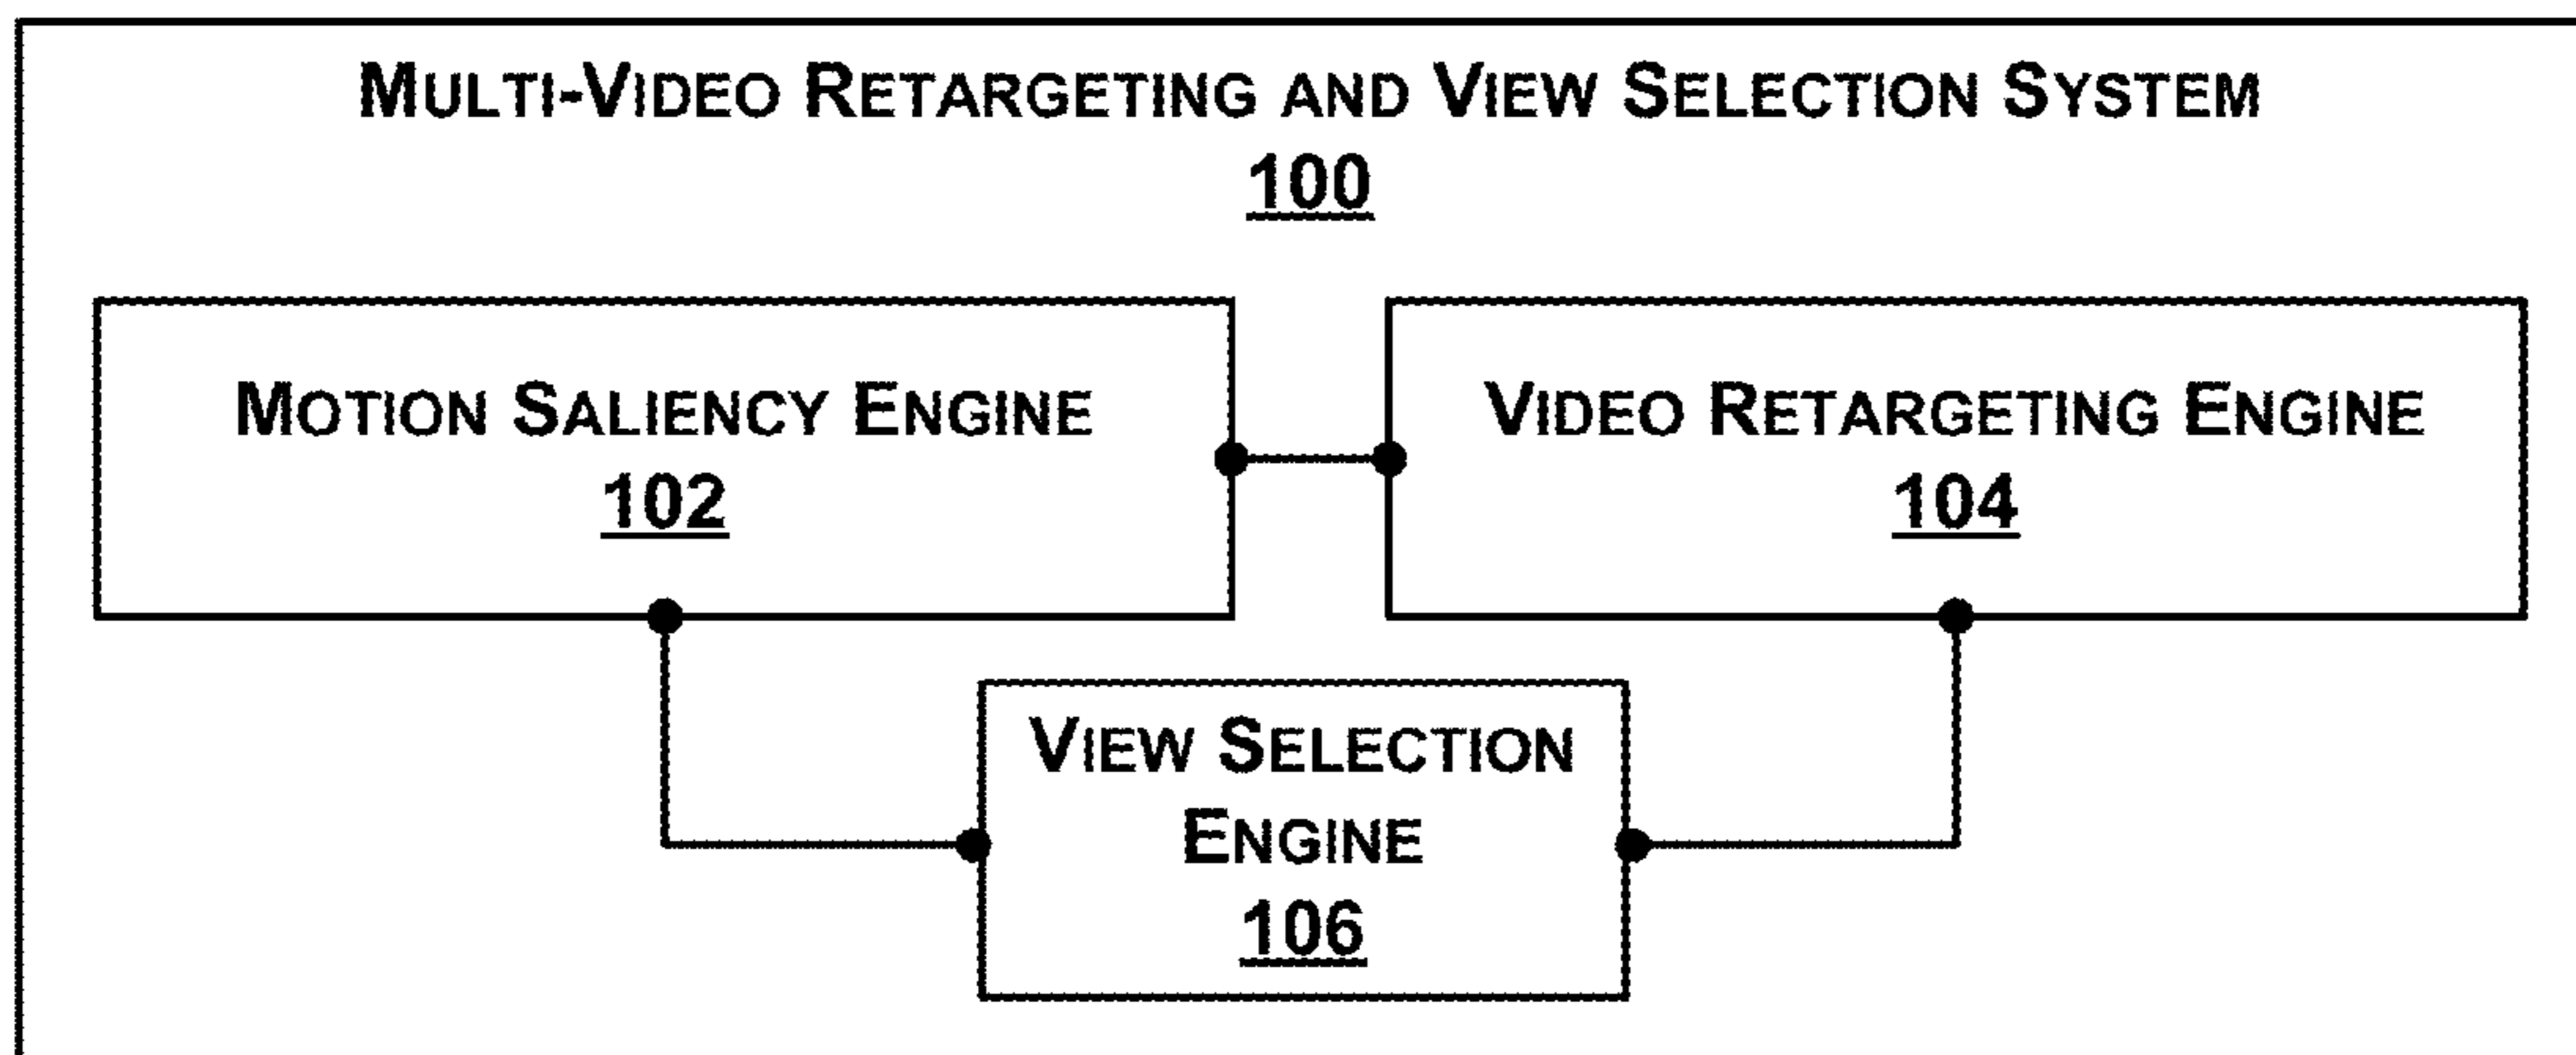 MULTI-VIDEO RETARGETING AND VIEW SELECTION SYSTEM
100
MOTION SALIENCY ENGINE
102
VIDEO RETARGETING ENGINE
104
VIEW SELECTION
ENGINE
106